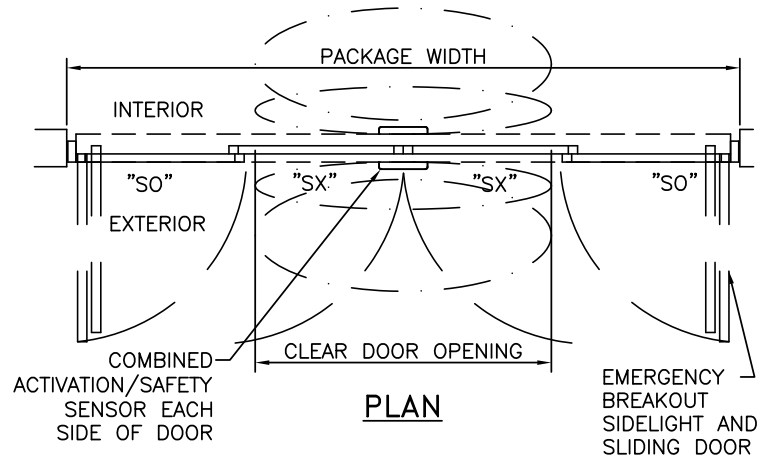 PACKAGE WIDTH
INTERIOR
"SO"
"SX"
"SX"
"SO"
EXTERIOR
CLEAR DOOR OPENING
COMBINED
ACTIVATION/SAFETY
SENSOR EACH
SIDE OF DOOR
PLAN
EMERGENCY
BREAKOUT
SIDELIGHT AND
SLIDING DOOR